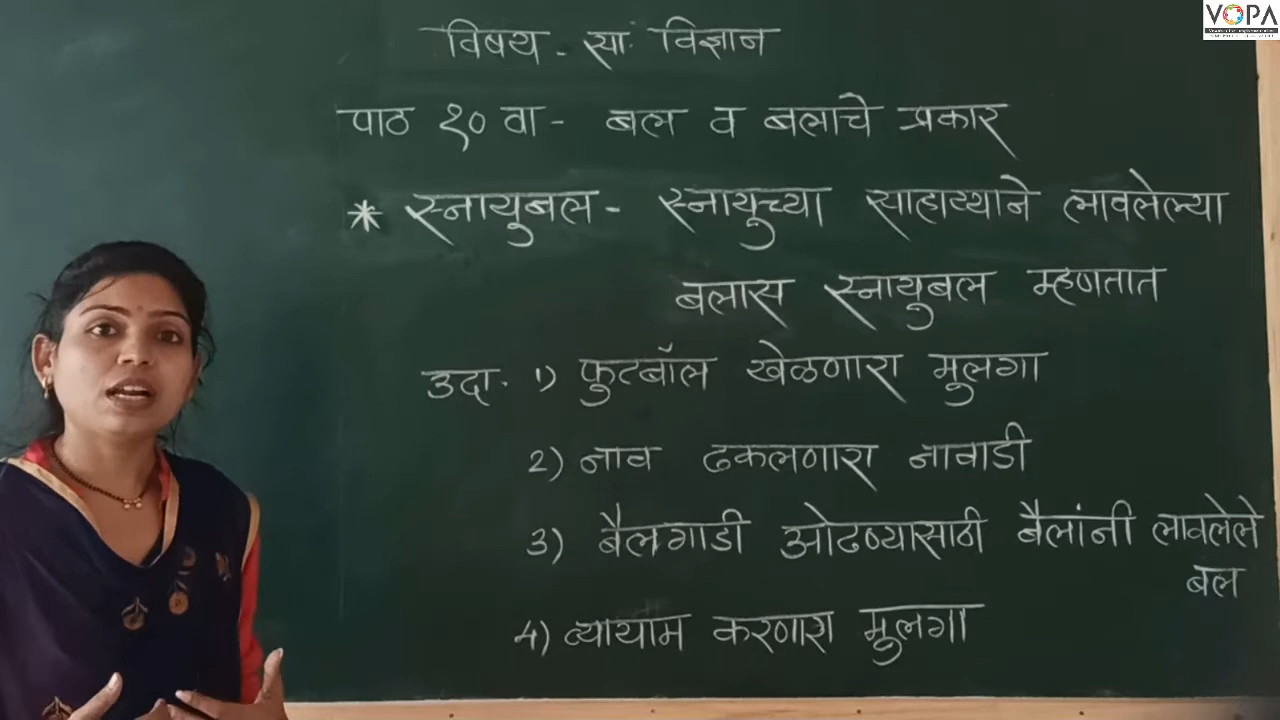 VOPA
विषय - सा. विज्ञान
पाठ १० वा - बल व बलाचे प्रकार
* स्नायुबल - स्नायुच्या साहाय्याने लावलेल्या
बलास स्नायुबल म्हणतात
उदा. 1) फुटबॉल खेळणारा मुलगा
2) नाव ढकलणारा नावाडी
3) बैलगाडी ओढण्यासाठी बैलांनी लावलेले
बल
4) व्यायाम करणारा मुलगा